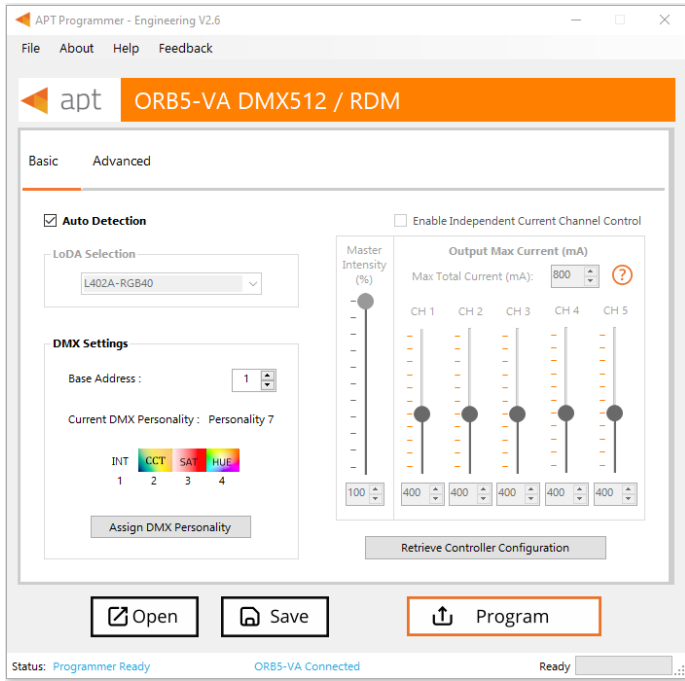 APT Programmer - Engineering V2.6
File About Help Feedback
apt ORB5-VA DMX512 / RDM
Basic Advanced
Auto Detection
LoDA Selection
L402A-RGB40
DMX Settings
Base Address : 1
Current DMX Personality : Personality 7
INT CCT SAT HUE
1 2 3 4
Assign DMX Personality
Enable Independent Current Channel Control
Master
Intensity
(%)
100
Output Max Current (mA)
Max Total Current (mA): 800 ?
CH 1 CH 2 CH 3 CH 4 CH 5
400 400 400 400 400
Retrieve Controller Configuration
Open Save Program
Status: Programmer Ready ORB5-VA Connected Ready